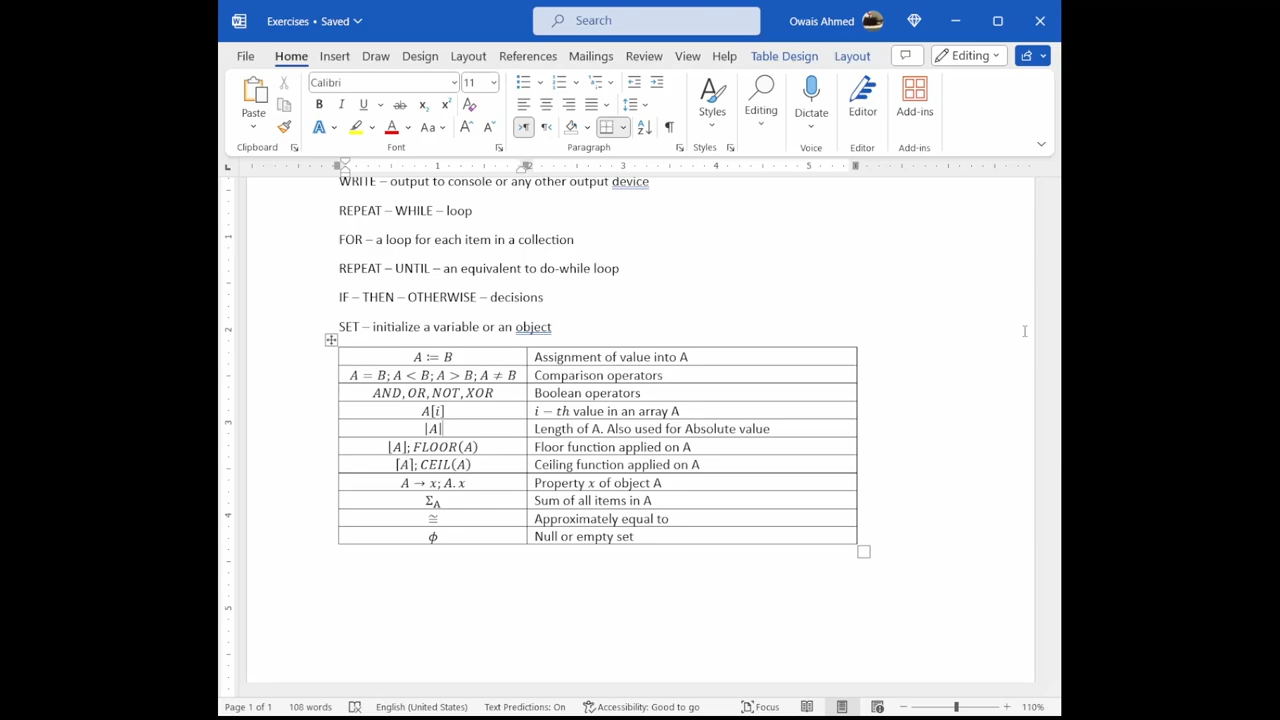 Exercises • Saved
Search
Owais Ahmed
File Home Insert Draw Design Layout References Mailings Review View Help Table Design Layout
Editing
Calibri 11
Paste
Styles
Editing
Dictate
Editor
Add-ins
Clipboard Font Paragraph Styles Voice Editor Add-ins
1 2 3 4 5
WRITE – output to console or any other output device
REPEAT – WHILE – loop
FOR – a loop for each item in a collection
REPEAT – UNTIL – an equivalent to do-while loop
IF – THEN – OTHERWISE – decisions
SET – initialize a variable or an object
A ≔ B Assignment of value into A
A = B; A < B; A > B; A ≠ B Comparison operators
AND, OR, NOT, XOR Boolean operators
A[i] i − th value in an array A
|A| Length of A. Also used for Absolute value
⌊A⌋; FLOOR(A) Floor function applied on A
⌈A⌉; CEIL(A) Ceiling function applied on A
A → x; A.x Property x of object A
Σ_A Sum of all items in A
≅ Approximately equal to
ϕ Null or empty set
Page 1 of 1 108 words English (United States) Text Predictions: On Accessibility: Good to go Focus 110%